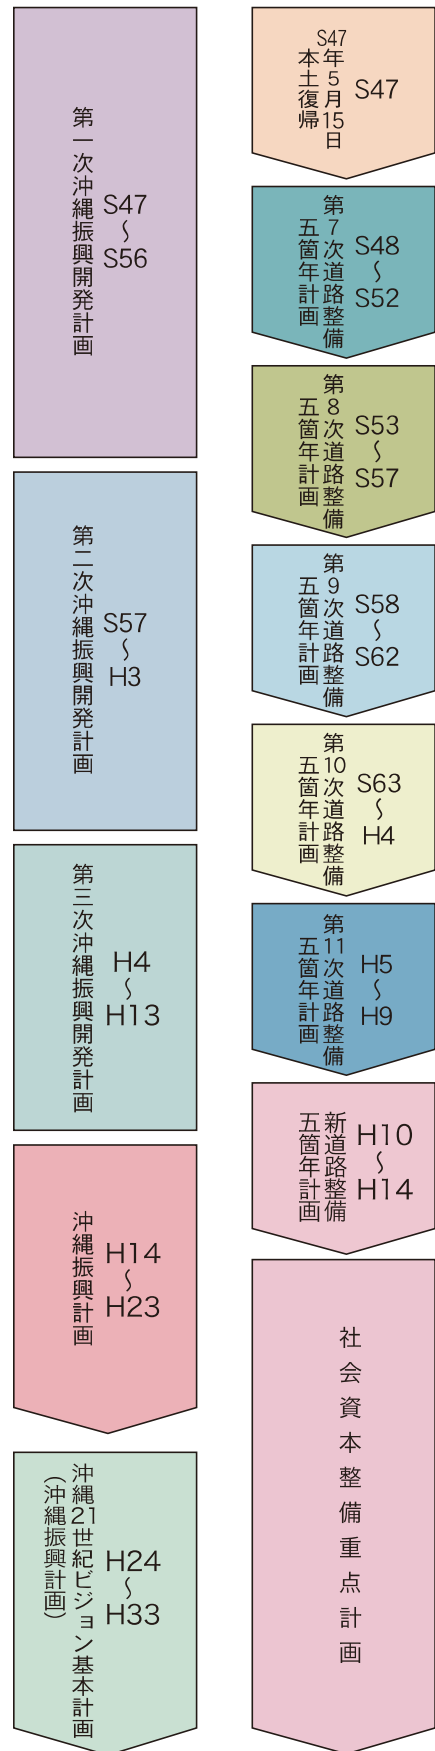 第一次沖縄振興開発計画
S47
〜
S56
第二次沖縄振興開発計画
S57
〜
H3
第三次沖縄振興開発計画
H4
〜
H13
沖縄振興計画
H14
〜
H23
沖縄21世紀ビジョン基本計画
（沖縄振興計画）
H24
〜
H33
S47年5月15日
本土復帰
S47
第7次道路整備
五箇年計画
S48
〜
S52
第8次道路整備
五箇年計画
S53
〜
S57
第9次道路整備
五箇年計画
S58
〜
S62
第10次道路整備
五箇年計画
S63
〜
H4
第11次道路整備
五箇年計画
H5
〜
H9
新道路整備
五箇年計画
H10
〜
H14
社会資本整備重点計画